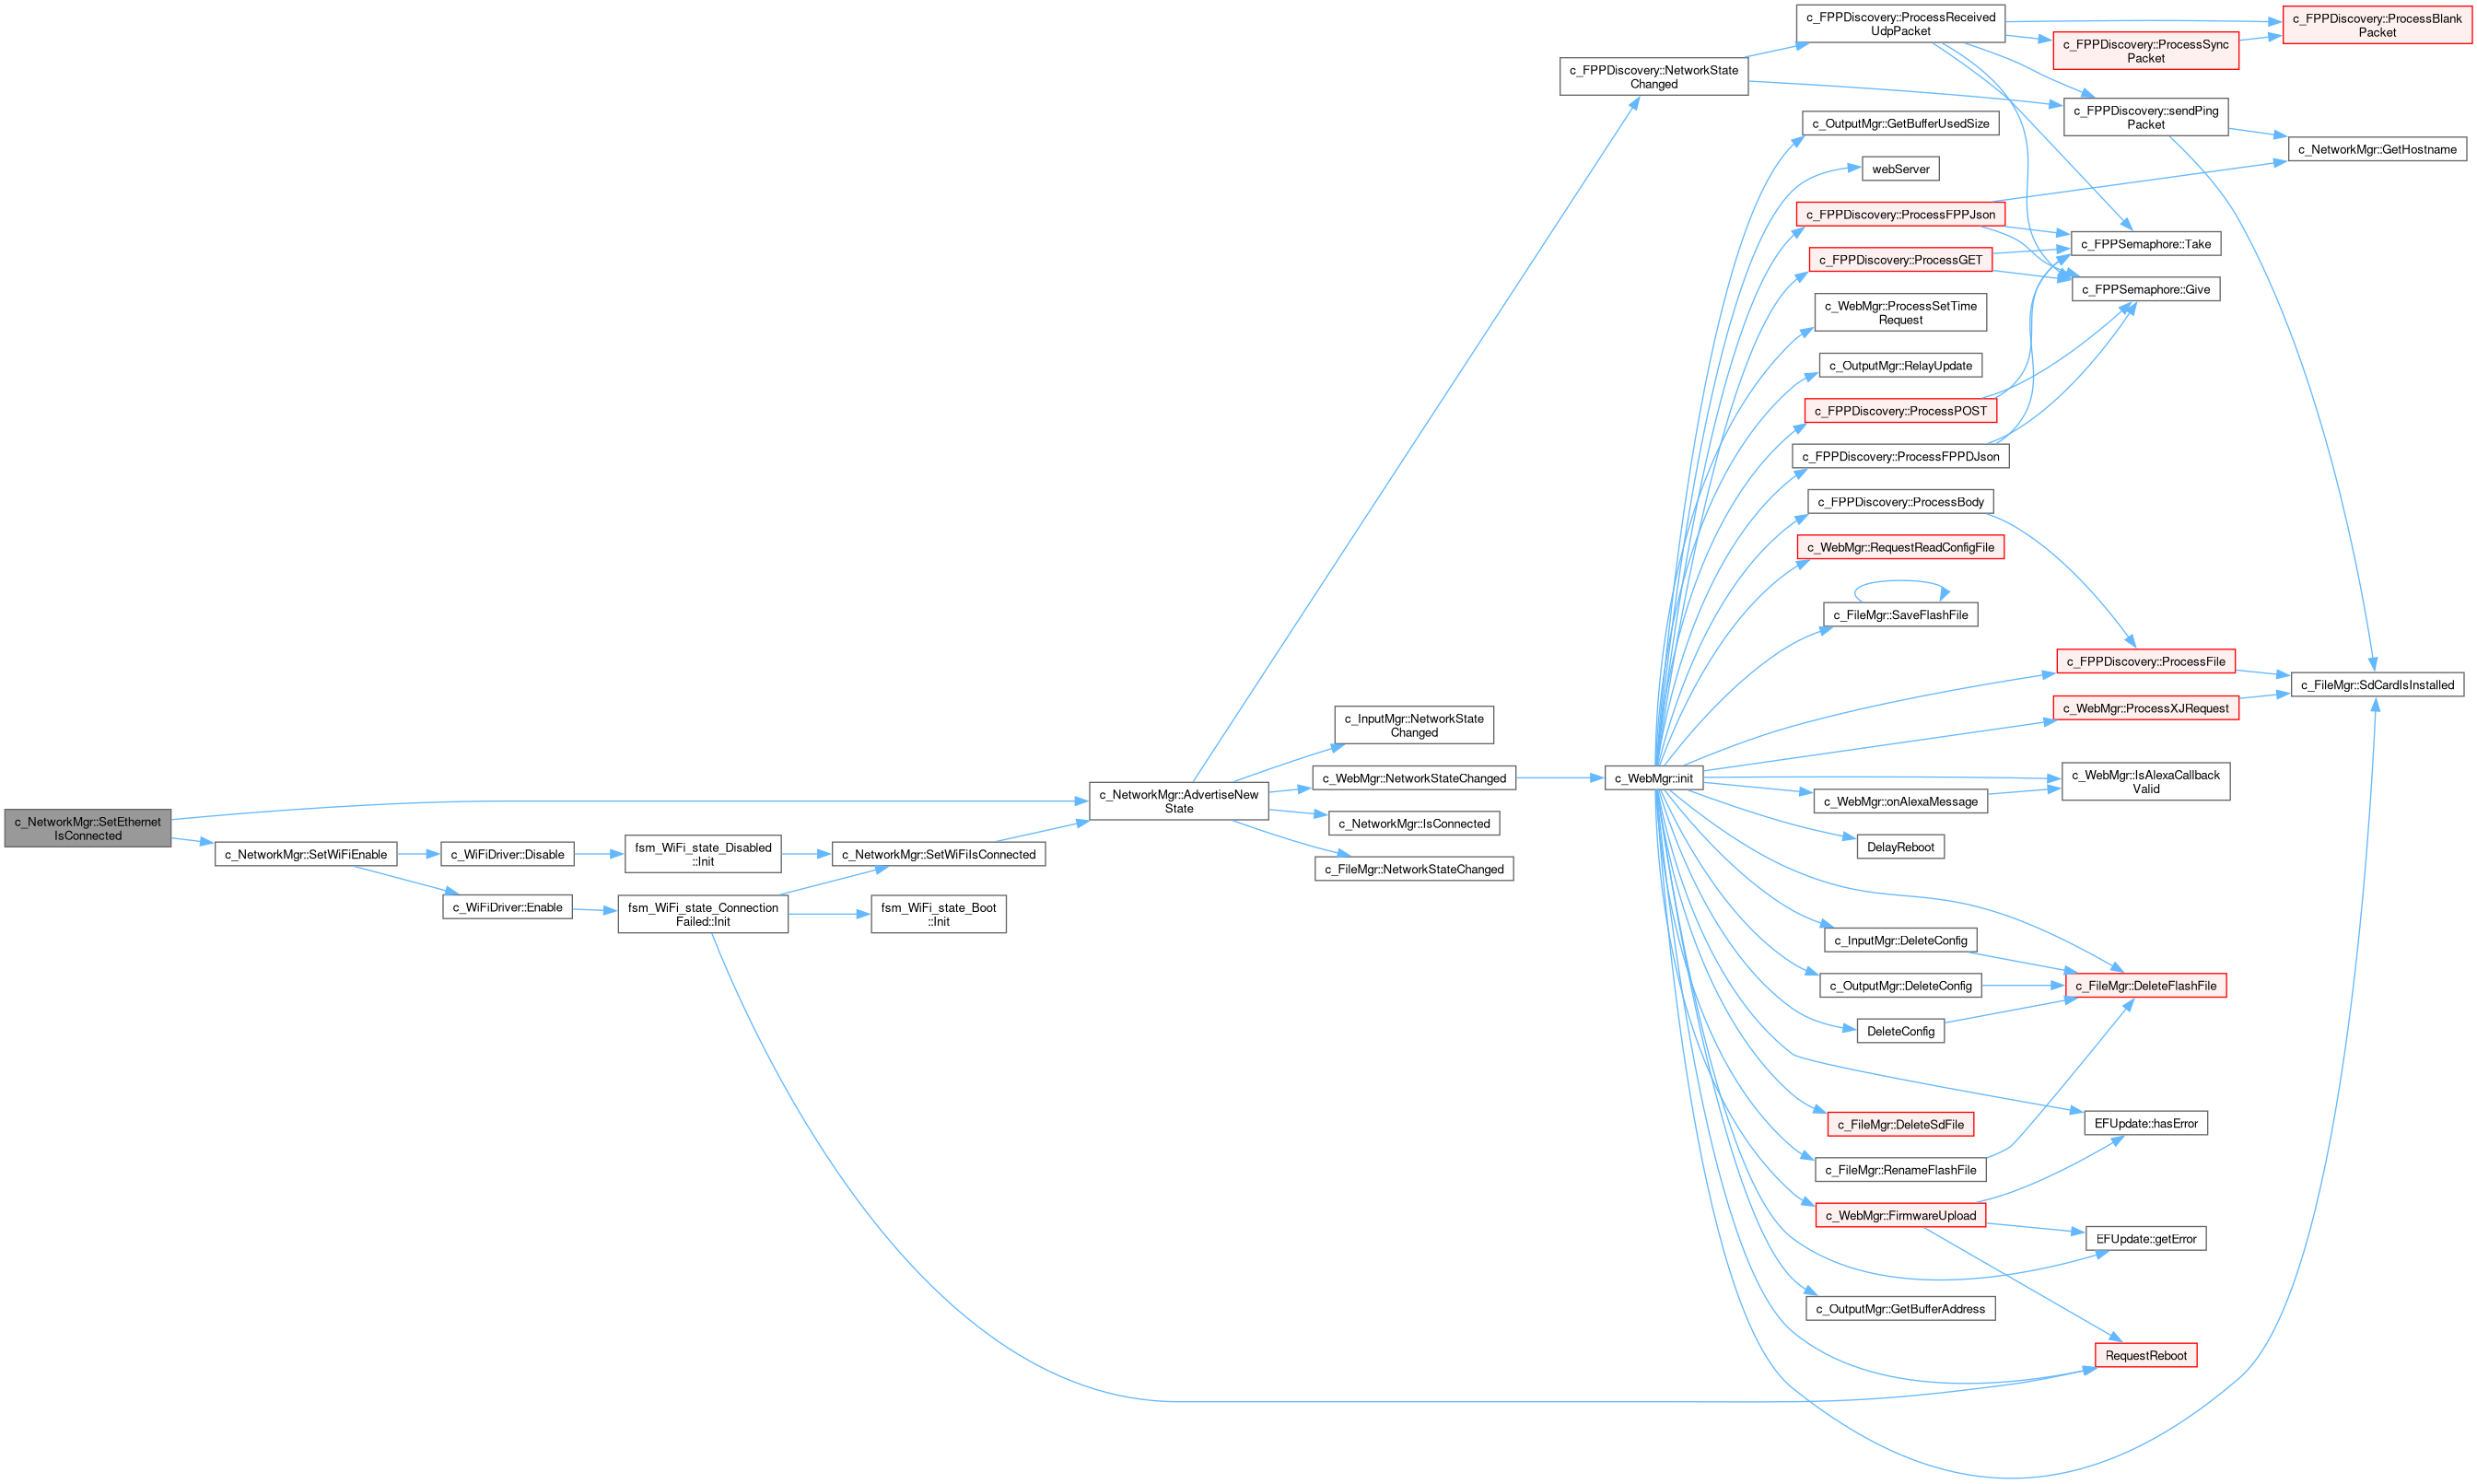 c_NetworkMgr::SetEthernet
IsConnected
c_NetworkMgr::SetWiFiEnable
c_WiFiDriver::Disable
c_WiFiDriver::Enable
fsm_WiFi_state_Disabled
::Init
fsm_WiFi_state_Connection
Failed::Init
c_NetworkMgr::SetWiFiIsConnected
fsm_WiFi_state_Boot
::Init
c_NetworkMgr::AdvertiseNew
State
c_InputMgr::NetworkState
Changed
c_WebMgr::NetworkStateChanged
c_NetworkMgr::IsConnected
c_FileMgr::NetworkStateChanged
c_FPPDiscovery::NetworkState
Changed
c_WebMgr::init
c_FPPDiscovery::ProcessReceived
UdpPacket
c_OutputMgr::GetBufferUsedSize
webServer
c_FPPDiscovery::ProcessFPPJson
c_FPPDiscovery::ProcessGET
c_WebMgr::ProcessSetTime
Request
c_OutputMgr::RelayUpdate
c_FPPDiscovery::ProcessPOST
c_FPPDiscovery::ProcessFPPDJson
c_FPPDiscovery::ProcessBody
c_WebMgr::RequestReadConfigFile
c_FileMgr::SaveFlashFile
c_WebMgr::onAlexaMessage
DelayReboot
c_InputMgr::DeleteConfig
c_OutputMgr::DeleteConfig
DeleteConfig
c_FileMgr::DeleteSdFile
c_FileMgr::RenameFlashFile
c_WebMgr::FirmwareUpload
c_OutputMgr::GetBufferAddress
c_FPPDiscovery::ProcessSync
Packet
c_FPPDiscovery::sendPing
Packet
c_FPPSemaphore::Take
c_FPPSemaphore::Give
c_FPPDiscovery::ProcessFile
c_WebMgr::ProcessXJRequest
c_WebMgr::IsAlexaCallback
Valid
c_FileMgr::DeleteFlashFile
EFUpdate::hasError
EFUpdate::getError
RequestReboot
c_FPPDiscovery::ProcessBlank
Packet
c_NetworkMgr::GetHostname
c_FileMgr::SdCardIsInstalled